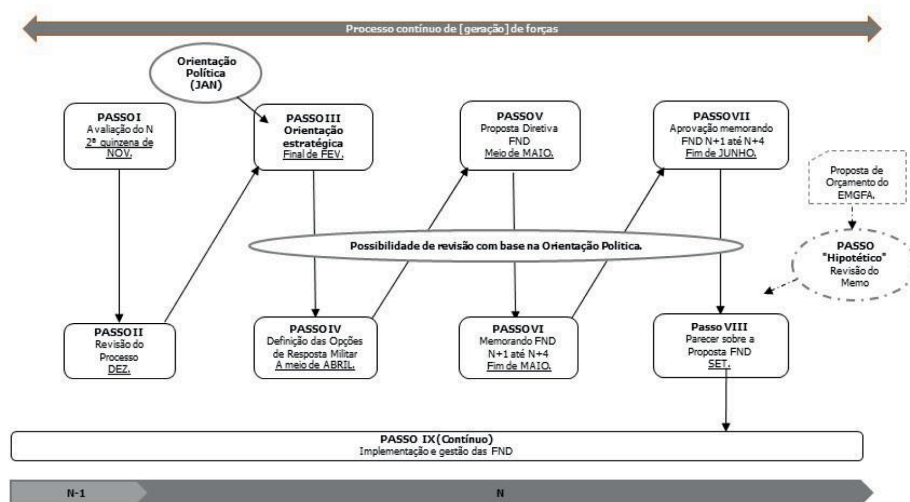 Processo contínuo de [geração] de forças
Orientação
Política
(JAN)
PASSO I
Avaliação do N
2ª quinzena de
NOV.
PASSO III
Orientação
estratégica
Final de FEV.
PASSO V
Proposta Diretiva
FND
Meio de MAIO.
PASSO VII
Aprovação memorando
FND N+1 até N+4
Fim de JUNHO.
Proposta de
Orçamento do
EMGFA.
Possibilidade de revisão com base na Orientação Politica.
PASSO
"Hipotético"
Revisão do
Memo
PASSO II
Revisão do
Processo
DEZ.
PASSO IV
Definição das Opções
de Resposta Militar
A meio de ABRIL.
PASSO VI
Memorando FND
N+1 até N+4
Fim de MAIO.
Passo VIII
Parecer sobre a
Proposta FND
SET.
PASSO IX(Contínuo)
Implementação e gestão das FND
N-1
N